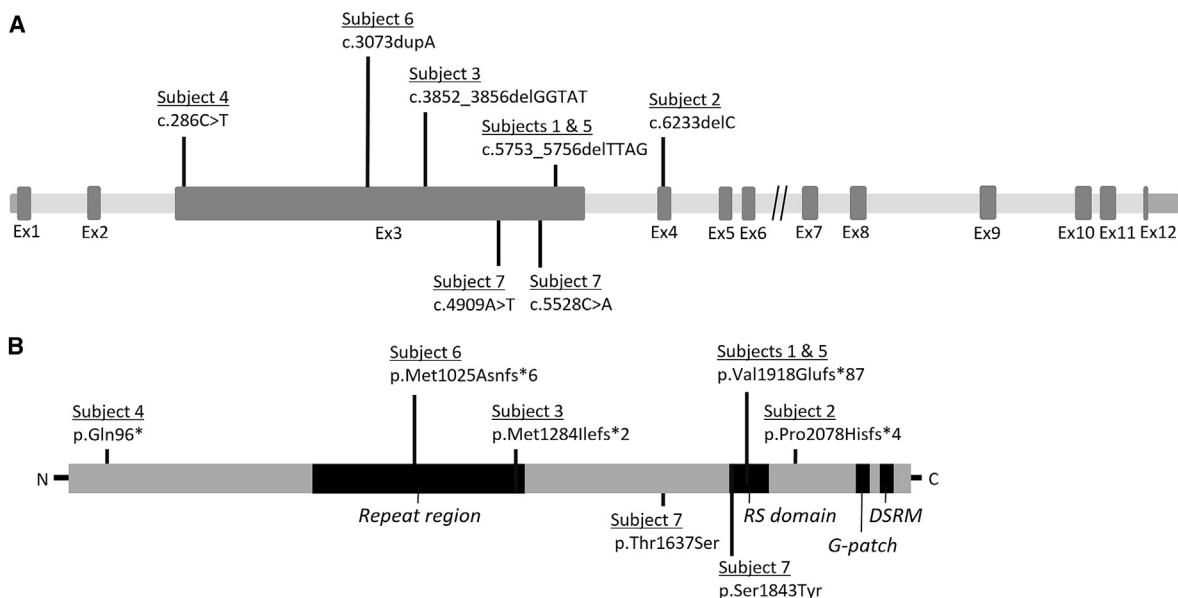 A
Subject 6
c.3073dupA
Subject 3
c.3852_3856delGGTAT
Subject 4
c.286C>T
Subject 2
c.6233delC
Subjects 1 & 5
c.5753_5756delTTAG
Ex1
Ex2
Ex3
Ex4
Ex5
Ex6
Ex7
Ex8
Ex9
Ex10
Ex11
Ex12
Subject 7
c.4909A>T
Subject 7
c.5528C>A
B
Subject 6
p.Met1025Asnfs*6
Subjects 1 & 5
p.Val1918Glufs*87
Subject 4
p.Gln96*
Subject 3
p.Met1284Ilefs*2
Subject 2
p.Pro2078Hisfs*4
N
C
Repeat region
Subject 7
p.Thr1637Ser
RS domain
DSRM
G-patch
Subject 7
p.Ser1843Tyr